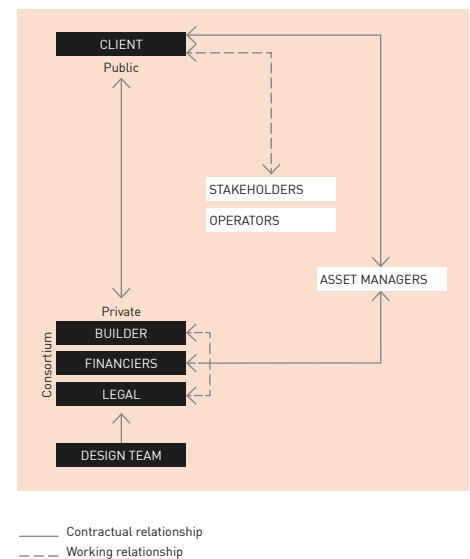 CLIENT
Public
STAKEHOLDERS
OPERATORS
ASSET MANAGERS
Private
Consortium
BUILDER
FINANCIERS
LEGAL
DESIGN TEAM
Contractual relationship
Working relationship